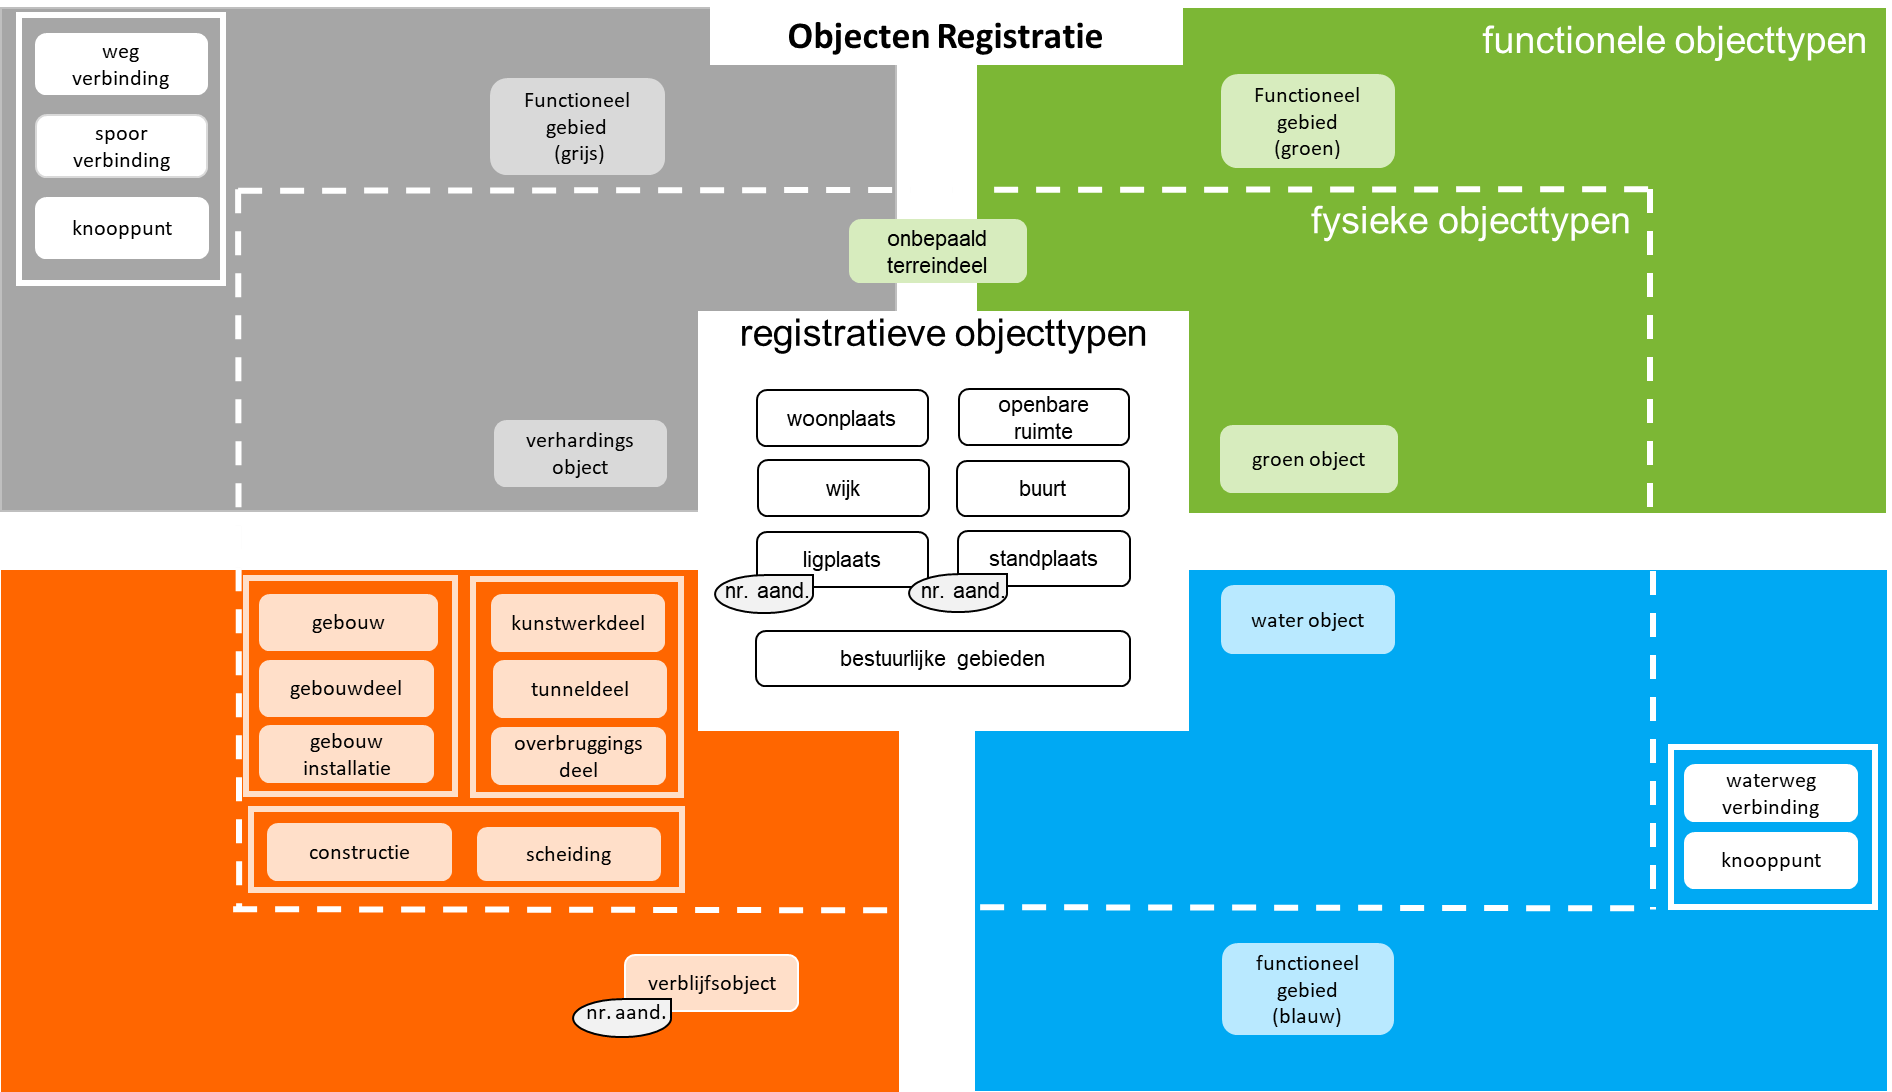 Objecten Registratie
functionele objecttypen
weg
verbinding
spoor
verbinding
knooppunt
Functioneel
gebied
(grijs)
Functioneel
gebied
(groen)
fysieke objecttypen
onbepaald
terreindeel
verhardings
object
groen object
registratieve objecttypen
woonplaats
openbare
ruimte
wijk
buurt
ligplaats
nr. aand.
standplaats
nr. aand.
bestuurlijke gebieden
gebouw
gebouwdeel
gebouw
installatie
kunstwerkdeel
tunneldeel
overbruggings
deel
constructie
scheiding
verblijfsobject
nr. aand.
water object
waterweg
verbinding
knooppunt
functioneel
gebied
(blauw)